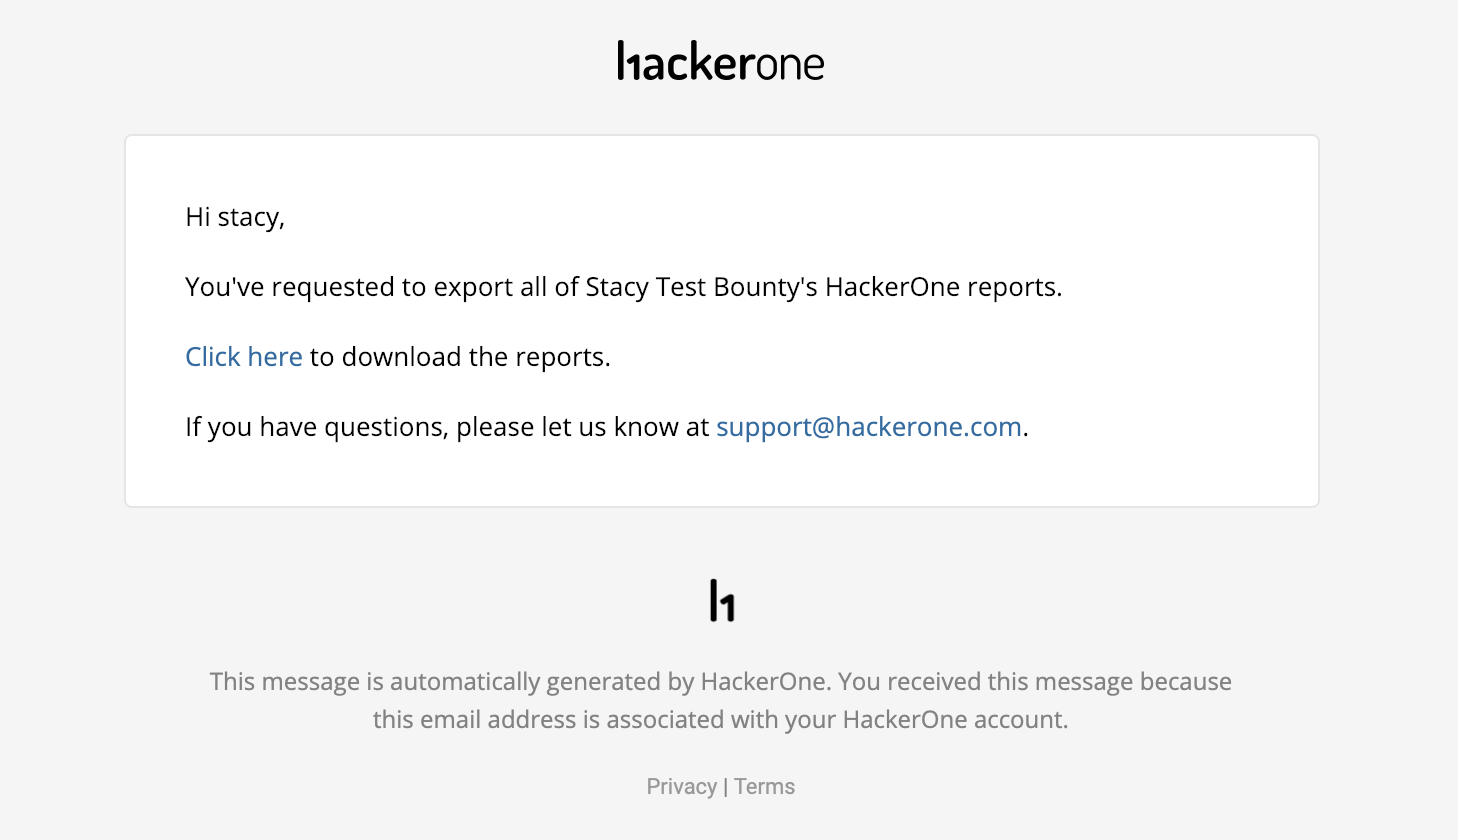 hackerone
Hi stacy,
You've requested to export all of Stacy Test Bounty's HackerOne reports.
Click here to download the reports.
If you have questions, please let us know at support@hackerone.com.
h1
This message is automatically generated by HackerOne. You received this message because
this email address is associated with your HackerOne account.
Privacy | Terms